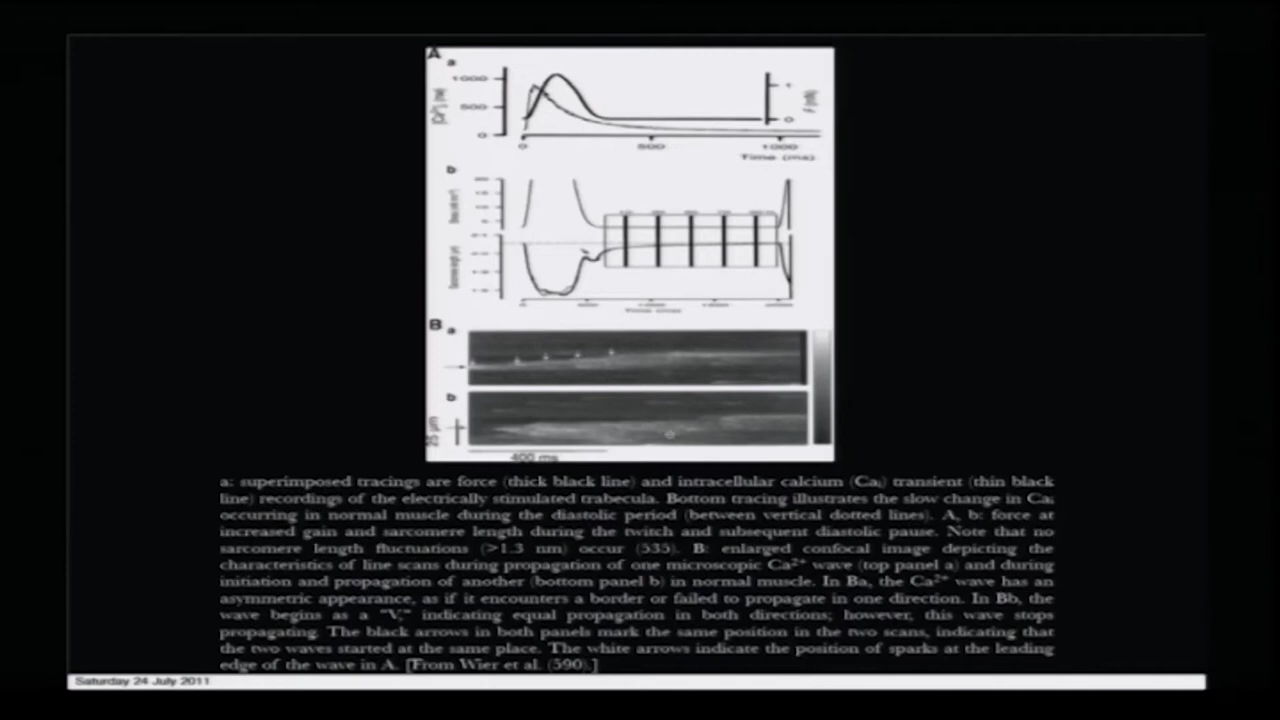 A
a
1000
500
0
1
0
0
500
1000
Time (ms)
b
B
a
b
25 µm
400 ms
a: superimposed tracings are force (thick black line) and intracellular calcium (Caᵢ) transient (thin black
line) recordings of the electrically stimulated trabecula. Bottom tracing illustrates the slow change in Caᵢ
occurring in normal muscle during the diastolic period (between vertical dotted lines). A, b: force at
increased gain and sarcomere length during the twitch and subsequent diastolic pause. Note that no
sarcomere length fluctuations (>1.3 nm) occur (535). B: enlarged confocal image depicting the
characteristics of line scans during propagation of one microscopic Ca²⁺ wave (top panel a) and during
initiation and propagation of another (bottom panel b) in normal muscle. In Ba, the Ca²⁺ wave has an
asymmetric appearance, as if it encounters a border or failed to propagate in one direction. In Bb, the
wave begins as a "V," indicating equal propagation in both directions; however, this wave stops
propagating. The black arrows in both panels mark the same position in the two scans, indicating that
the two waves started at the same place. The white arrows indicate the position of sparks at the leading
edge of the wave in A. [From Wier et al. (590).]
Saturday 24 July 2011